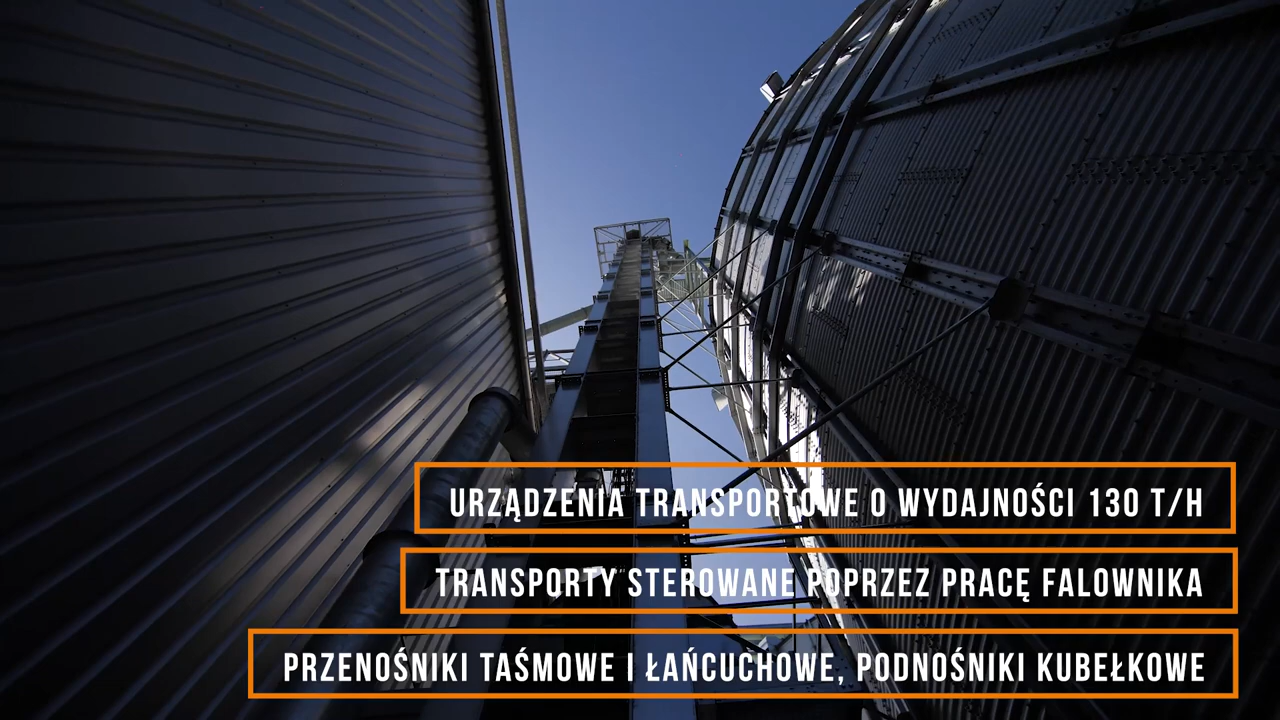 URZĄDZENIA TRANSPORTOWE O WYDAJNOŚCI 130 T/H
TRANSPORTY STEROWANE POPRZEZ PRACĘ FALOWNIKA
PRZENOŚNIKI TAŚMOWE I ŁAŃCUCHOWE, PODNOŚNIKI KUBEŁKOWE